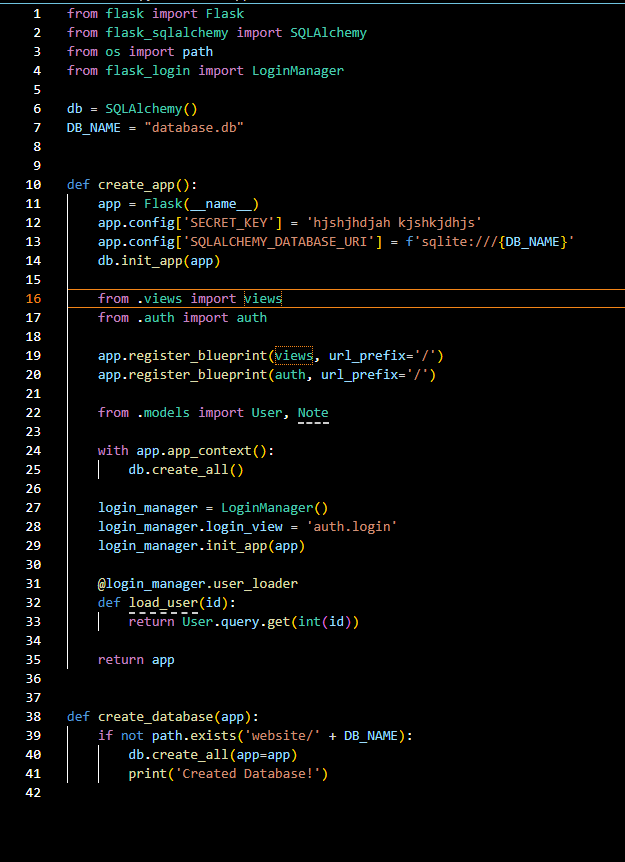 1 from flask import Flask
2 from flask_sqlalchemy import SQLAlchemy
3 from os import path
4 from flask_login import LoginManager
5
6 db = SQLAlchemy()
7 DB_NAME = "database.db"
8
9
10 def create_app():
11     app = Flask(__name__)
12     app.config['SECRET_KEY'] = 'hjshjhdjah kjshkjdhjs'
13     app.config['SQLALCHEMY_DATABASE_URI'] = f'sqlite:///{DB_NAME}'
14     db.init_app(app)
15
16     from .views import views
17     from .auth import auth
18
19     app.register_blueprint(views, url_prefix='/')
20     app.register_blueprint(auth, url_prefix='/')
21
22     from .models import User, Note
23
24     with app.app_context():
25         db.create_all()
26
27     login_manager = LoginManager()
28     login_manager.login_view = 'auth.login'
29     login_manager.init_app(app)
30
31     @login_manager.user_loader
32     def load_user(id):
33         return User.query.get(int(id))
34
35     return app
36
37
38 def create_database(app):
39     if not path.exists('website/' + DB_NAME):
40         db.create_all(app=app)
41         print('Created Database!')
42